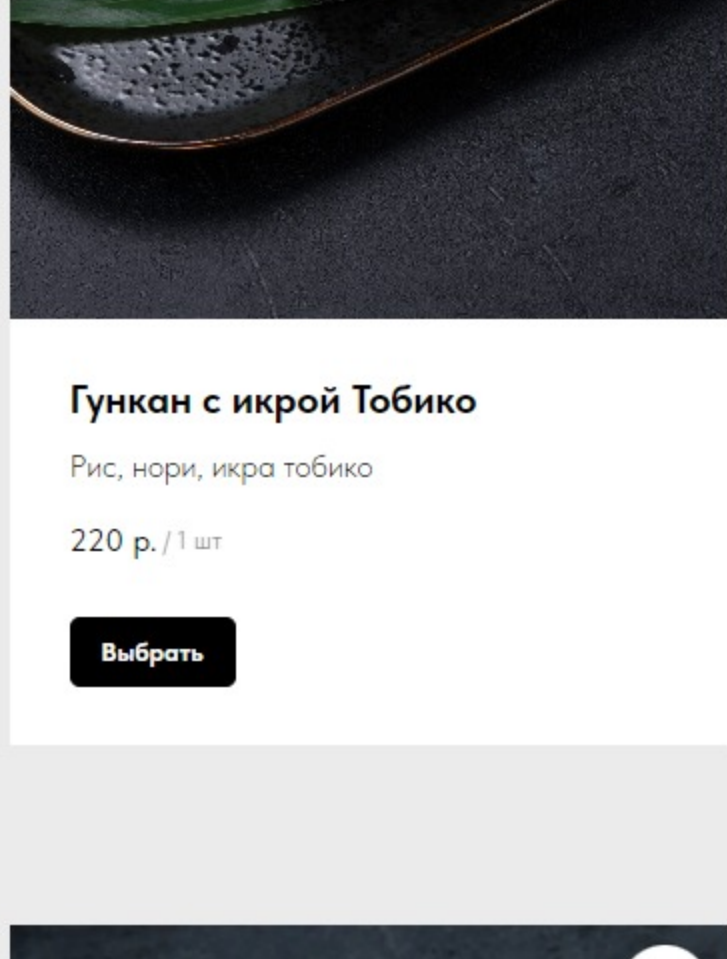 Гункан с икрой Тобико
Рис, нори, икра тобико
220 р. / 1 шт
Выбрать